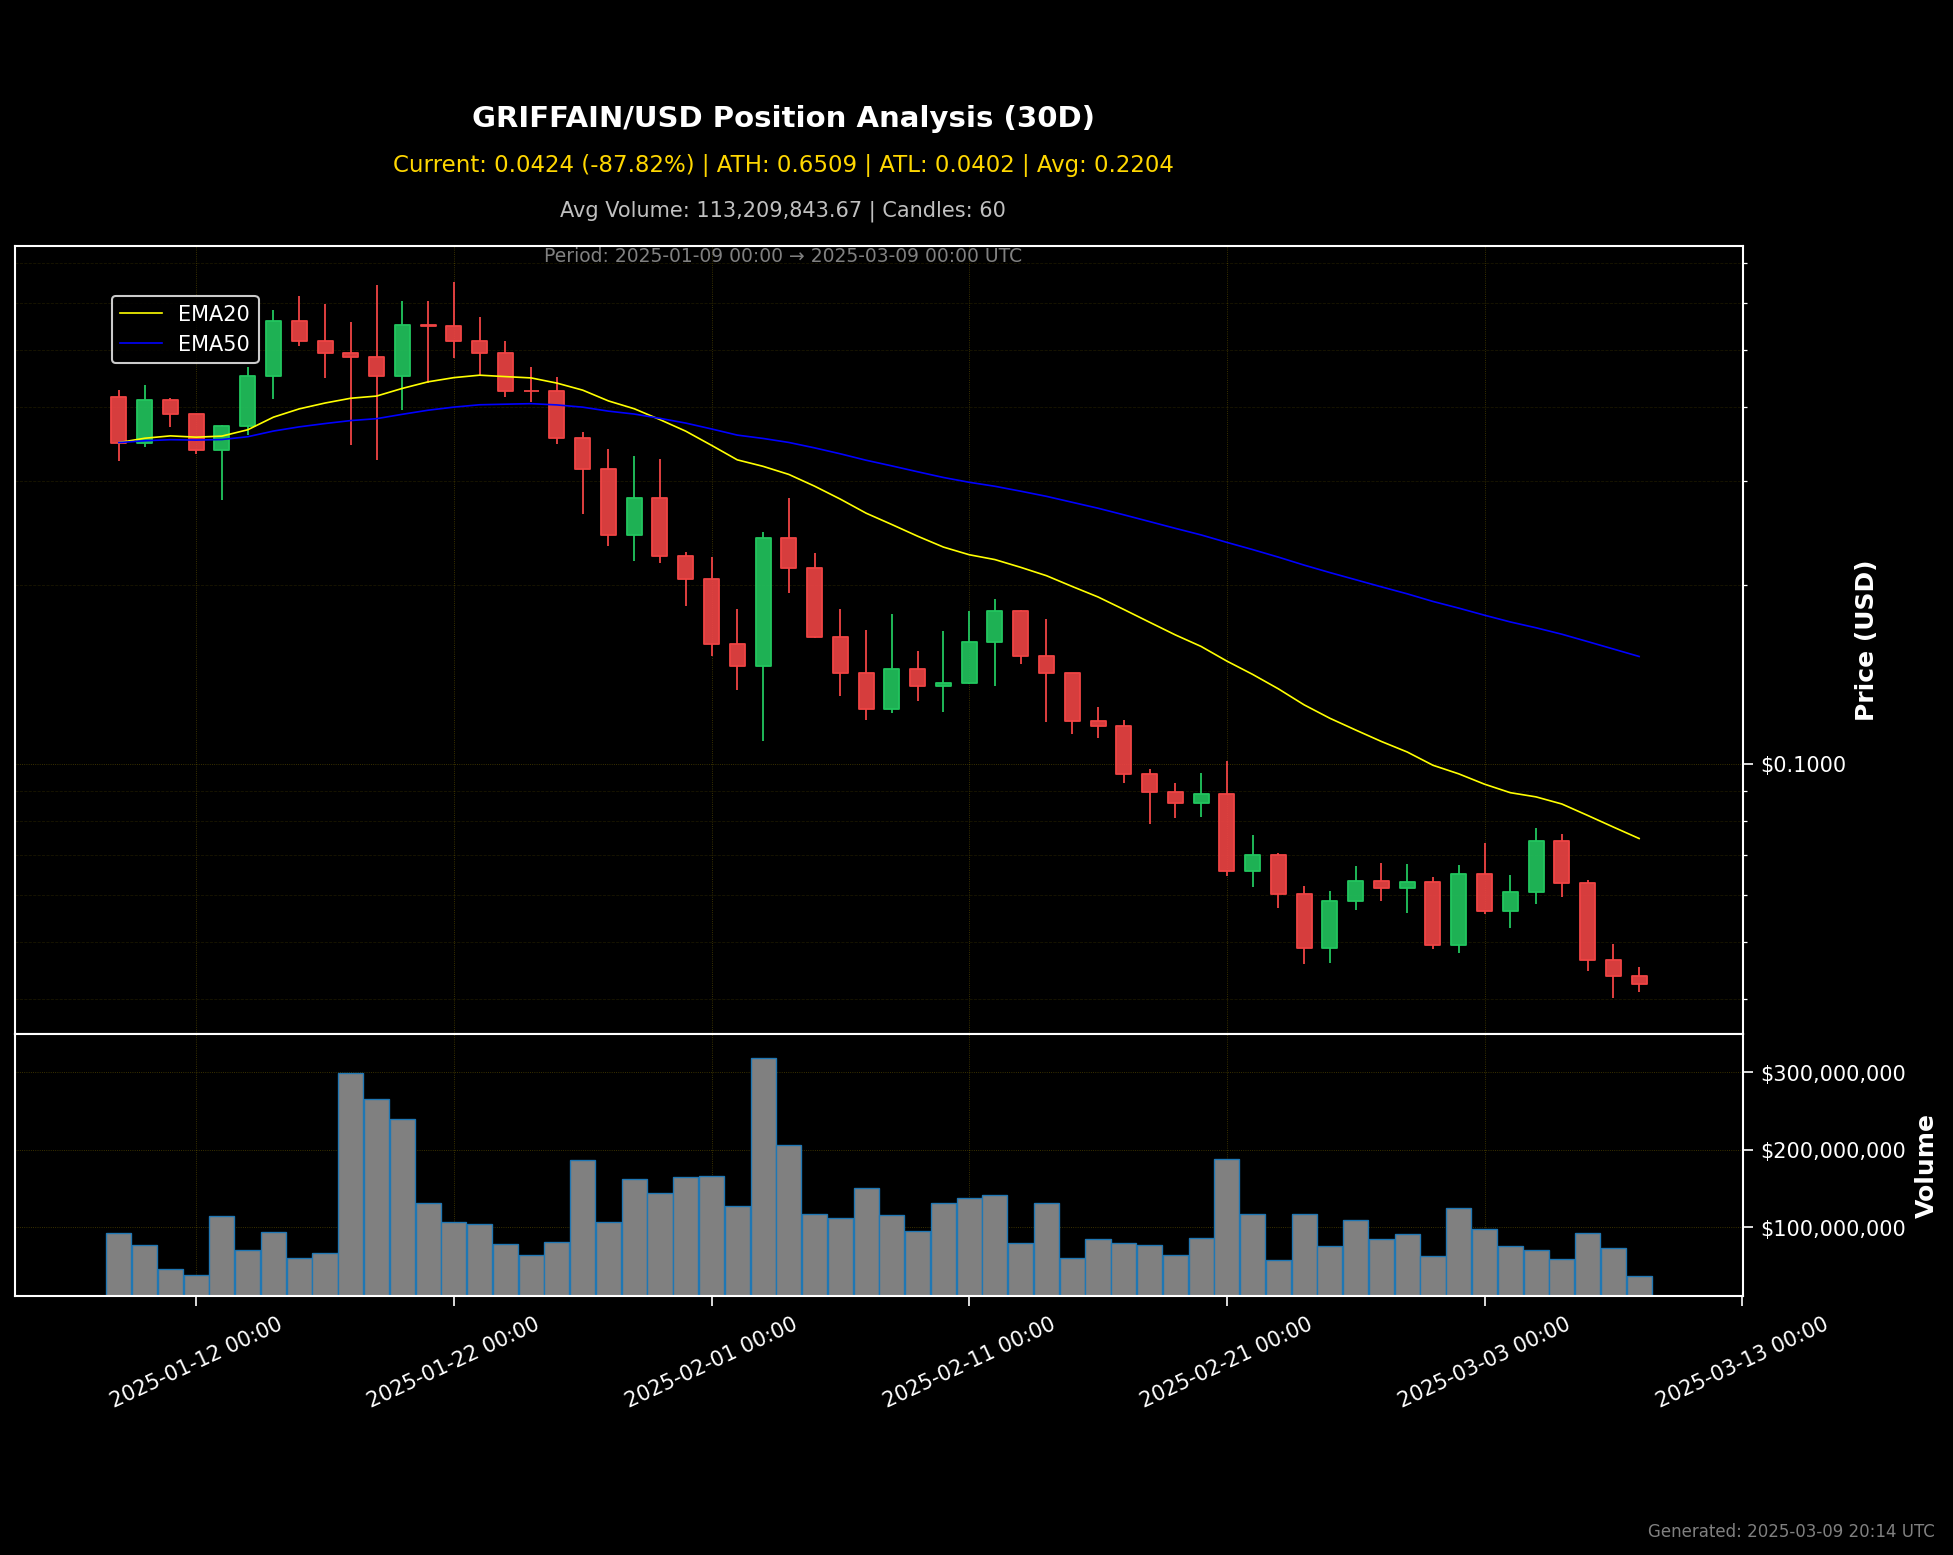 GRIFFAIN/USD Position Analysis (30D)
Current: 0.0424 (-87.82%) | ATH: 0.6509 | ATL: 0.0402 | Avg: 0.2204
Avg Volume: 113,209,843.67 | Candles: 60
Period: 2025-01-09 00:00 → 2025-03-09 00:00 UTC
EMA20
EMA50
Price (USD)
$0.1000
$300,000,000
$200,000,000
$100,000,000
Volume
2025-01-12 00:00
2025-01-22 00:00
2025-02-01 00:00
2025-02-11 00:00
2025-02-21 00:00
2025-03-03 00:00
2025-03-13 00:00
Generated: 2025-03-09 20:14 UTC